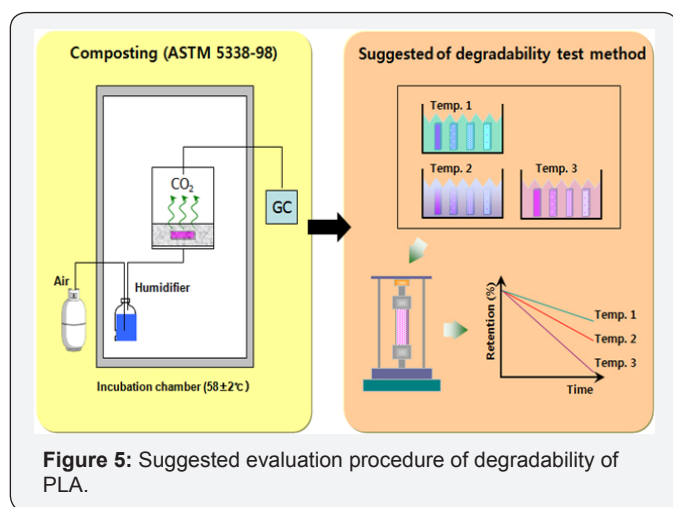 Composting (ASTM 5338-98)
CO2
GC
Air
Humidifier
Incubation chamber (58±2℃)
Suggested of degradability test method
Temp. 1
Temp. 2
Temp. 3
Retention (%)
Temp. 1
Temp. 2
Temp. 3
Time
Figure 5: Suggested evaluation procedure of degradability of
PLA.